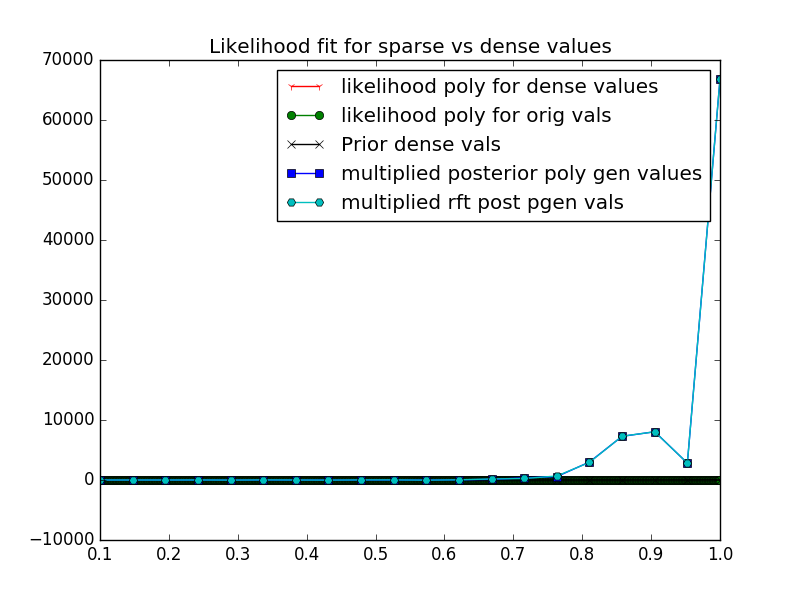 Likelihood fit for sparse vs dense values
70000
60000
50000
40000
30000
20000
10000
0
−10000
likelihood poly for dense values
likelihood poly for orig vals
Prior dense vals
multiplied posterior poly gen values
multiplied rft post pgen vals
0.1 0.2 0.3 0.4 0.5 0.6 0.7 0.8 0.9 1.0